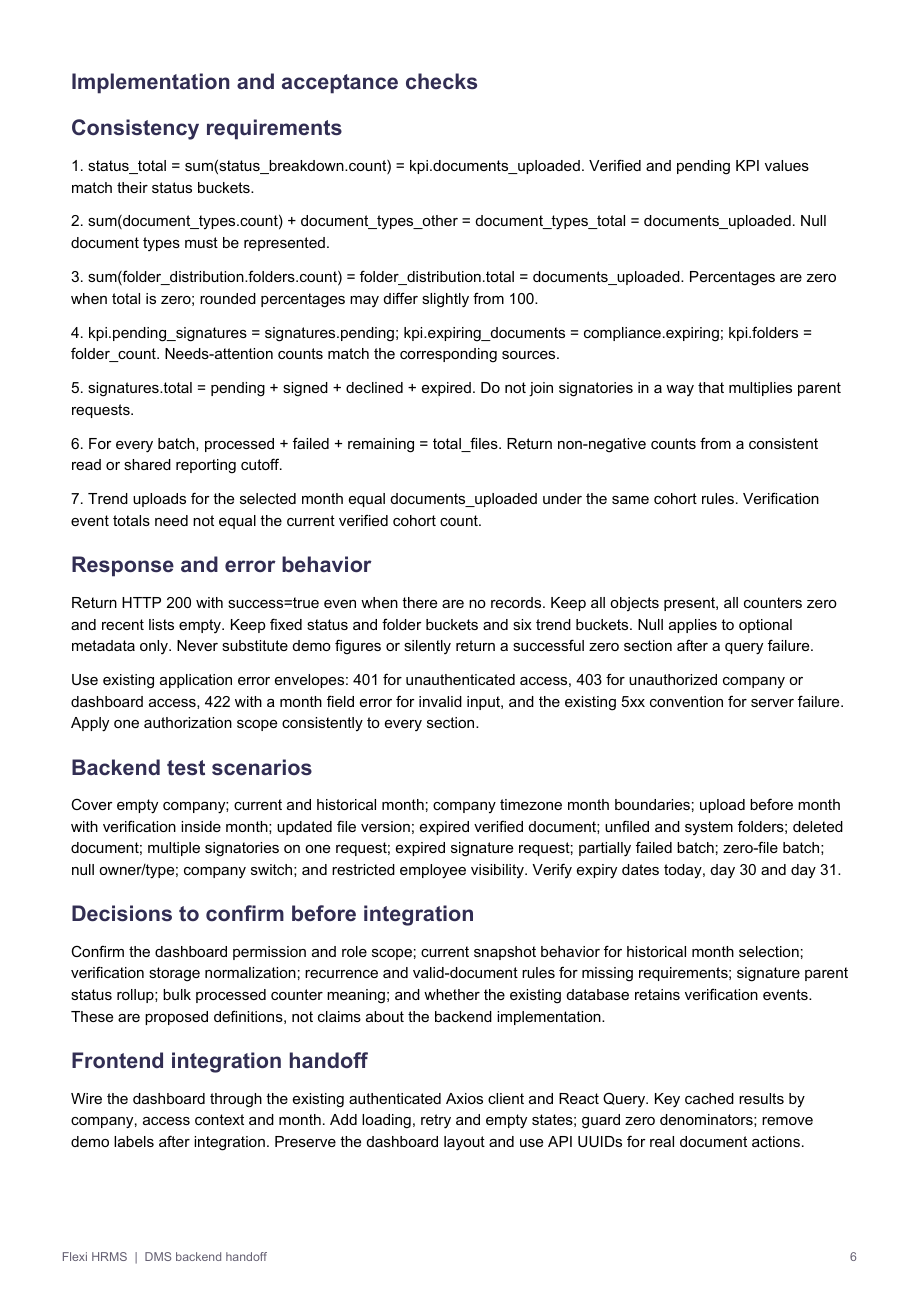 Implementation and acceptance checks
Consistency requirements
1. status_total = sum(status_breakdown.count) = kpi.documents_uploaded. Verified and pending KPI values
match their status buckets.
2. sum(document_types.count) + document_types_other = document_types_total = documents_uploaded. Null
document types must be represented.
3. sum(folder_distribution.folders.count) = folder_distribution.total = documents_uploaded. Percentages are zero
when total is zero; rounded percentages may differ slightly from 100.
4. kpi.pending_signatures = signatures.pending; kpi.expiring_documents = compliance.expiring; kpi.folders =
folder_count. Needs-attention counts match the corresponding sources.
5. signatures.total = pending + signed + declined + expired. Do not join signatories in a way that multiplies parent
requests.
6. For every batch, processed + failed + remaining = total_files. Return non-negative counts from a consistent
read or shared reporting cutoff.
7. Trend uploads for the selected month equal documents_uploaded under the same cohort rules. Verification
event totals need not equal the current verified cohort count.
Response and error behavior
Return HTTP 200 with success=true even when there are no records. Keep all objects present, all counters zero
and recent lists empty. Keep fixed status and folder buckets and six trend buckets. Null applies to optional
metadata only. Never substitute demo figures or silently return a successful zero section after a query failure.
Use existing application error envelopes: 401 for unauthenticated access, 403 for unauthorized company or
dashboard access, 422 with a month field error for invalid input, and the existing 5xx convention for server failure.
Apply one authorization scope consistently to every section.
Backend test scenarios
Cover empty company; current and historical month; company timezone month boundaries; upload before month
with verification inside month; updated file version; expired verified document; unfiled and system folders; deleted
document; multiple signatories on one request; expired signature request; partially failed batch; zero-file batch;
null owner/type; company switch; and restricted employee visibility. Verify expiry dates today, day 30 and day 31.
Decisions to confirm before integration
Confirm the dashboard permission and role scope; current snapshot behavior for historical month selection;
verification storage normalization; recurrence and valid-document rules for missing requirements; signature parent
status rollup; bulk processed counter meaning; and whether the existing database retains verification events.
These are proposed definitions, not claims about the backend implementation.
Frontend integration handoff
Wire the dashboard through the existing authenticated Axios client and React Query. Key cached results by
company, access context and month. Add loading, retry and empty states; guard zero denominators; remove
demo labels after integration. Preserve the dashboard layout and use API UUIDs for real document actions.
Flexi HRMS | DMS backend handoff
6